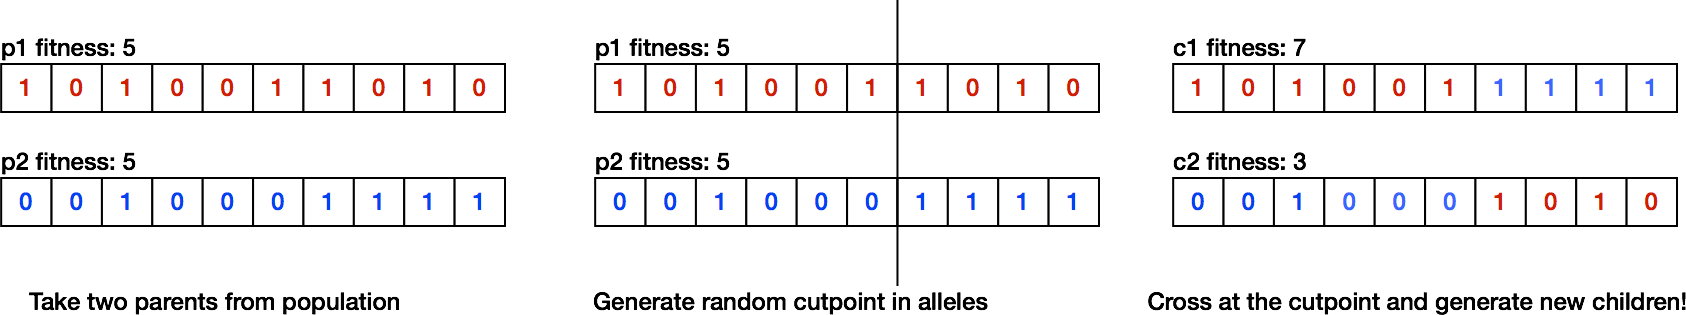 p1 fitness: 5
1 0 1 0 0 1 1 0 1 0
p2 fitness: 5
0 0 1 0 0 0 1 1 1 1
Take two parents from population
p1 fitness: 5
1 0 1 0 0 1 1 0 1 0
p2 fitness: 5
0 0 1 0 0 0 1 1 1 1
Generate random cutpoint in alleles
c1 fitness: 7
1 0 1 0 0 1 1 1 1 1
c2 fitness: 3
0 0 1 0 0 0 1 0 1 0
Cross at the cutpoint and generate new children!